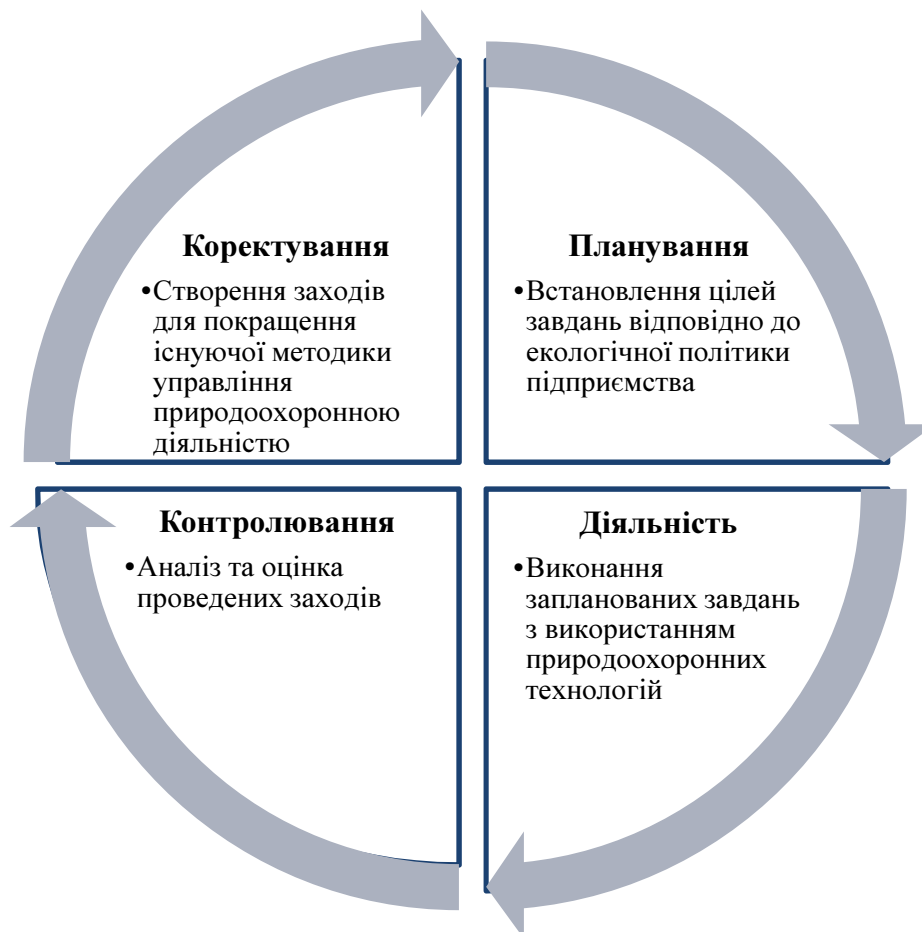 Коректування
•Створення заходів
для покращення
існуючої методики
управління
природоохоронною
діяльністю
Планування
•Встановлення цілей
завдань відповідно до
екологічної політики
підприємства
Контролювання
•Аналіз та оцінка
проведених заходів
Діяльність
•Виконання
запланованих завдань
з використанням
природоохоронних
технологій